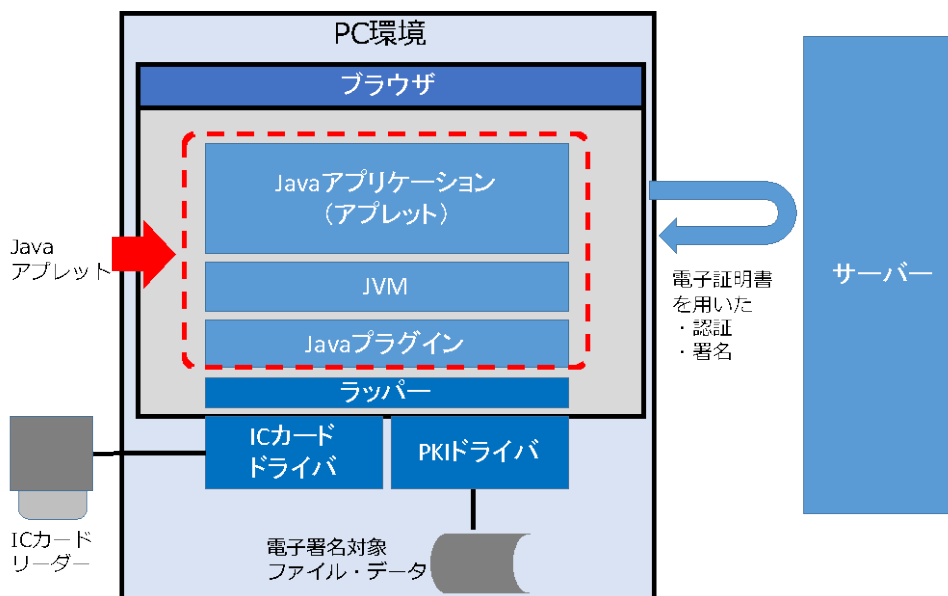 PC環境
ブラウザ
Javaアプリケーション
（アプレット）
JVM
Javaプラグイン
ラッパー
ICカード
ドライバ
PKIドライバ
電子署名対象
ファイル・データ
Java
アプレット
ICカード
リーダー
電子証明書
を用いた
・認証
・署名
サーバー